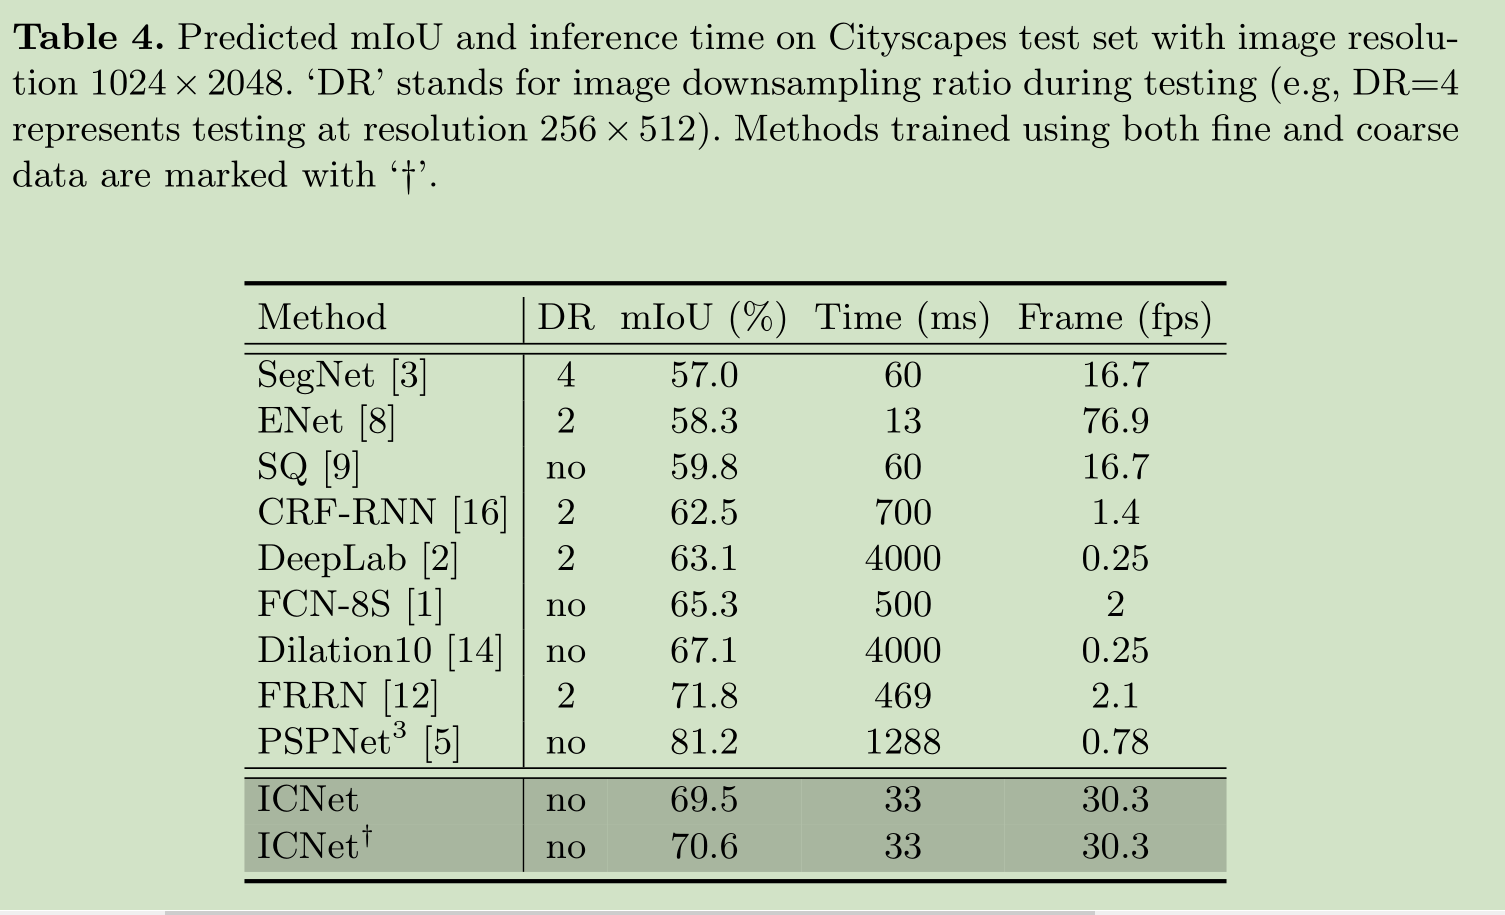 Table 4. Predicted mIoU and inference time on Cityscapes test set with image resolu-
tion 1024 × 2048. ‘DR’ stands for image downsampling ratio during testing (e.g, DR=4
represents testing at resolution 256 × 512). Methods trained using both fine and coarse
data are marked with ‘†’.
Method DR mIoU (%) Time (ms) Frame (fps)
SegNet [3] 4 57.0 60 16.7
ENet [8] 2 58.3 13 76.9
SQ [9] no 59.8 60 16.7
CRF-RNN [16] 2 62.5 700 1.4
DeepLab [2] 2 63.1 4000 0.25
FCN-8S [1] no 65.3 500 2
Dilation10 [14] no 67.1 4000 0.25
FRRN [12] 2 71.8 469 2.1
PSPNet³ [5] no 81.2 1288 0.78
ICNet no 69.5 33 30.3
ICNet† no 70.6 33 30.3